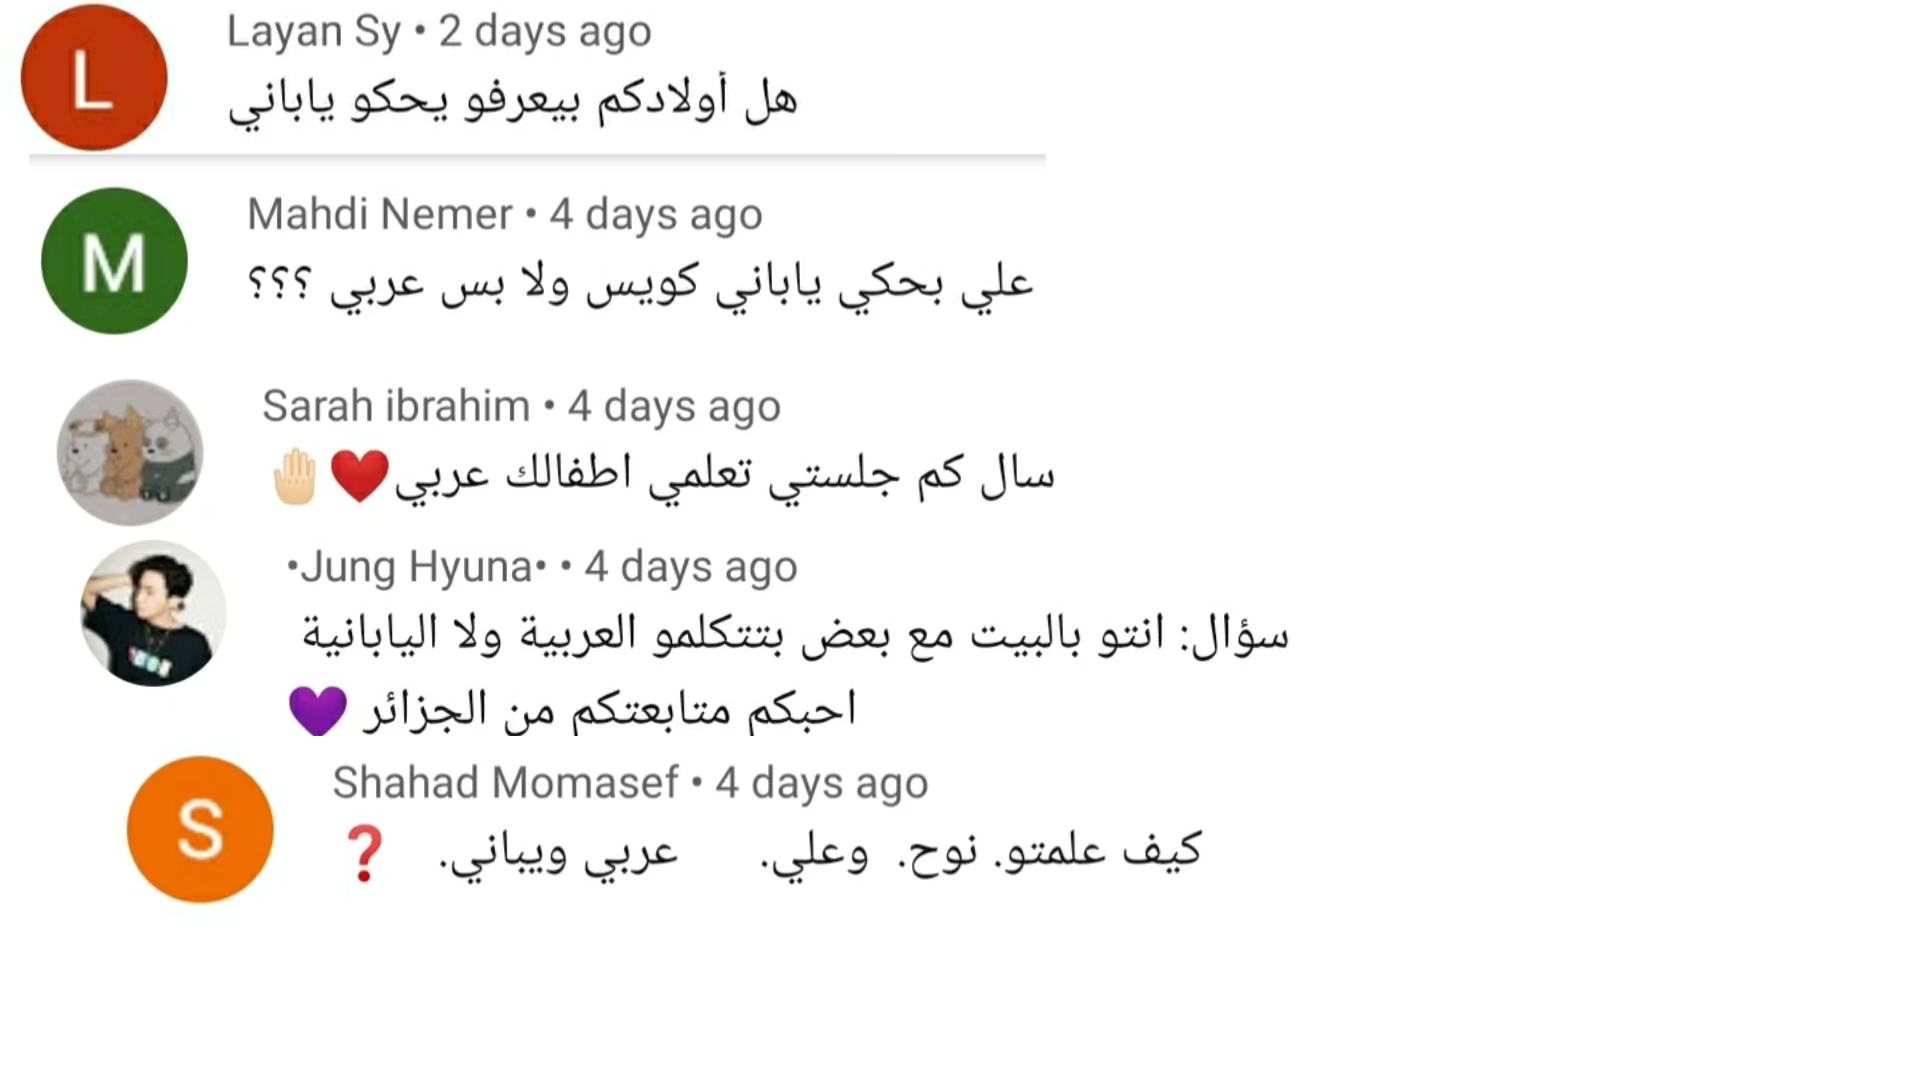 L
Layan Sy • 2 days ago
هل أولادكم بيعرفو يحكو ياباني
M
Mahdi Nemer • 4 days ago
علي بحكي ياباني كويس ولا بس عربي ؟؟؟
Sarah ibrahim • 4 days ago
سال كم جلستي تعلمي اطفالك عربي❤️🤚🏻
•Jung Hyuna• • 4 days ago
سؤال: انتو بالبيت مع بعض بتتكلمو العربية ولا اليابانية
احبكم متابعتكم من الجزائر 💜
S
Shahad Momasef • 4 days ago
كيف علمتو. نوح. وعلي. عربي ويباني. ❓